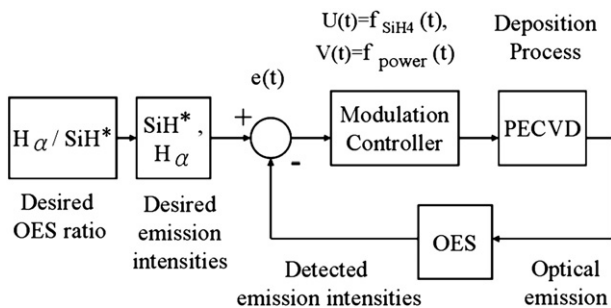 U(t)=f SiH4 (t),
V(t)=f power (t)
Deposition
Process
e(t)
Hα / SiH*
SiH* ,
Hα
+
-
Modulation
Controller
PECVD
Desired
OES ratio
Desired
emission
intensities
OES
Detected
emission intensities
Optical
emission